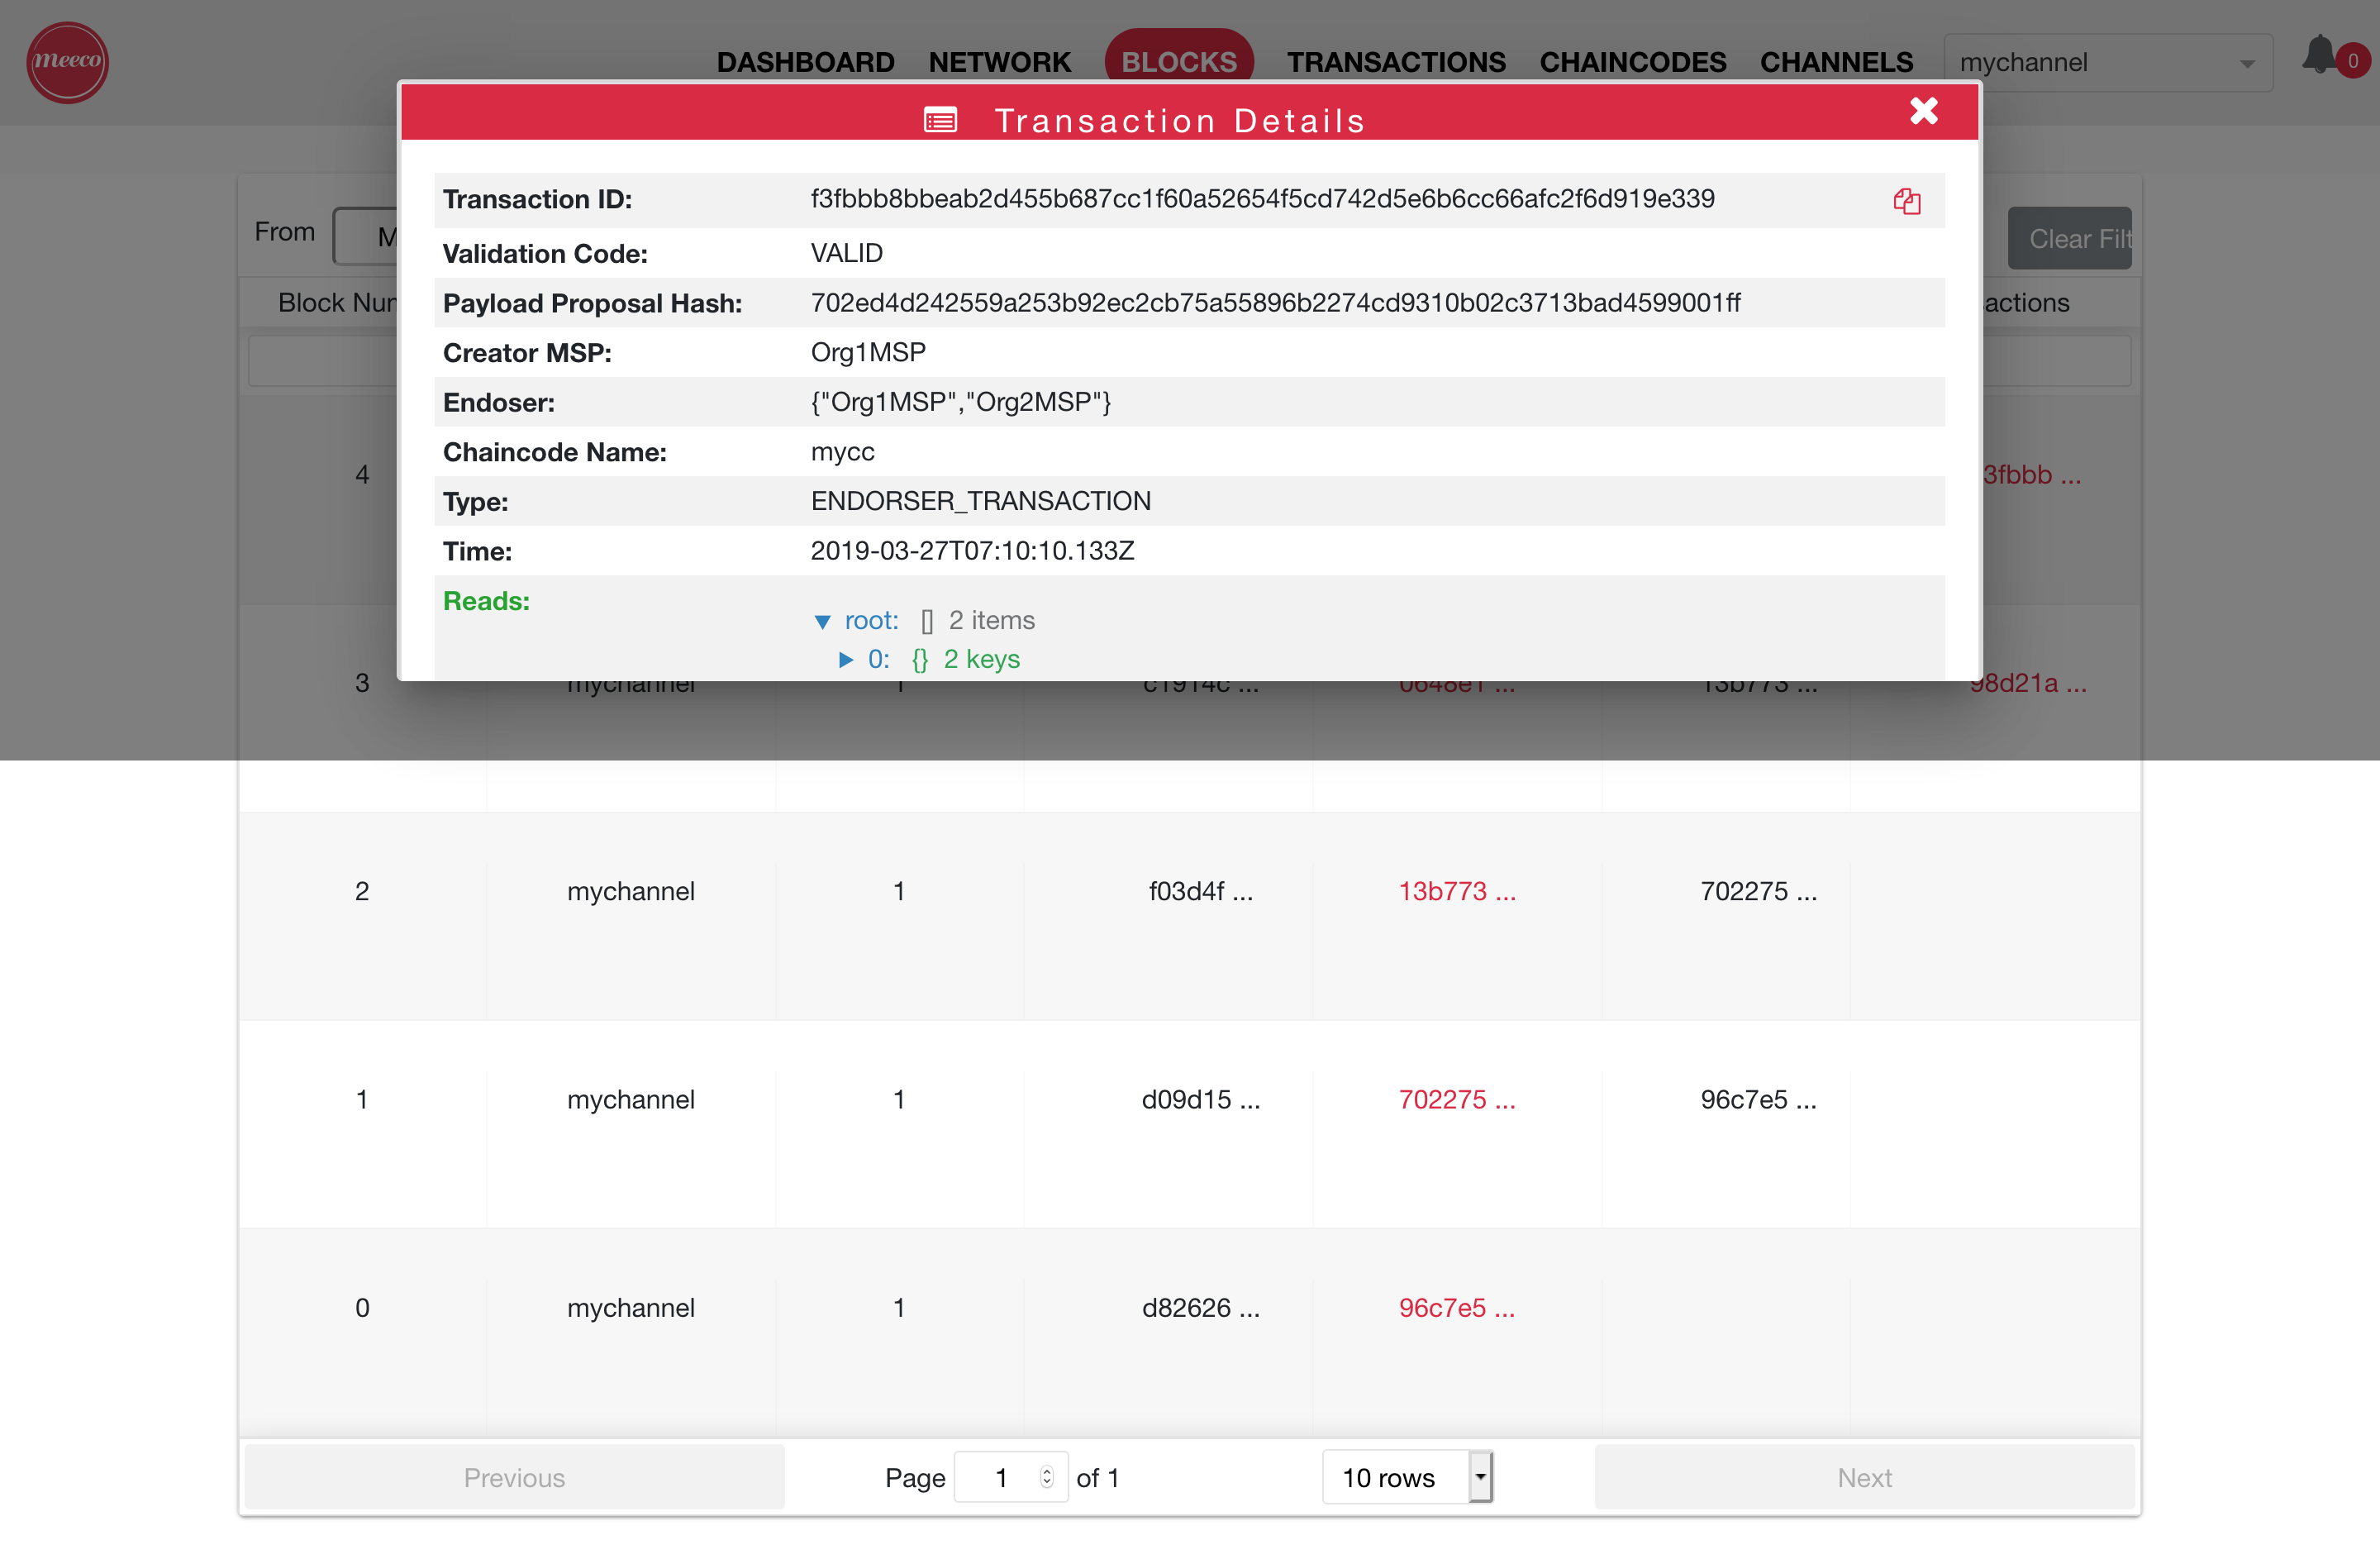 meeco DASHBOARD NETWORK BLOCKS TRANSACTIONS CHAINCODES CHANNELS mychannel 0
Transaction Details
Transaction ID: f3fbbb8bbeab2d455b687cc1f60a52654f5cd742d5e6b6cc66afc2f6d919e339
From M Clear Filt
Validation Code: VALID
Block Nur Payload Proposal Hash: 702ed4d242559a253b92ec2cb75a55896b2274cd9310b02c3713bad4599001ff actions
Creator MSP: Org1MSP
Endoser: {"Org1MSP","Org2MSP"}
Chaincode Name: mycc
4 3fbbb ...
Type: ENDORSER_TRANSACTION
Time: 2019-03-27T07:10:10.133Z
Reads:
root: [] 2 items
0: {} 2 keys
3 mychannel 1 c1914c ... 0648e1 ... 13b773 ... 98d21a ...
2 mychannel 1 f03d4f ... 13b773 ... 702275 ...
1 mychannel 1 d09d15 ... 702275 ... 96c7e5 ...
0 mychannel 1 d82626 ... 96c7e5 ...
Previous Page 1 of 1 10 rows Next